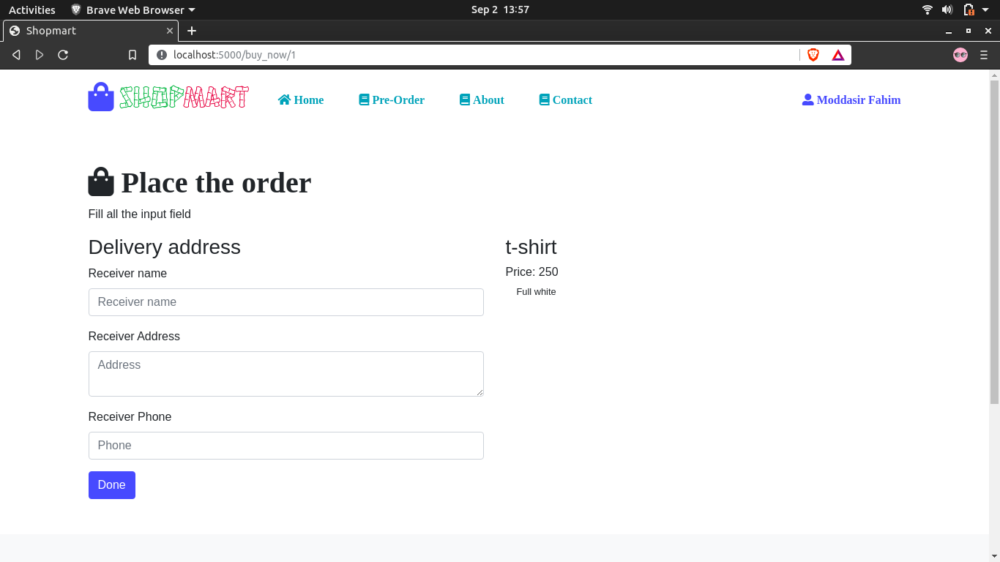 Activities Brave Web Browser Sep 2 13:57
Shopmart
localhost:5000/buy_now/1
SHOPMART Home Pre-Order About Contact Moddasir Fahim
Place the order
Fill all the input field
Delivery address
Receiver name
Receiver name
Receiver Address
Address
Receiver Phone
Phone
Done
t-shirt
Price: 250
Full white